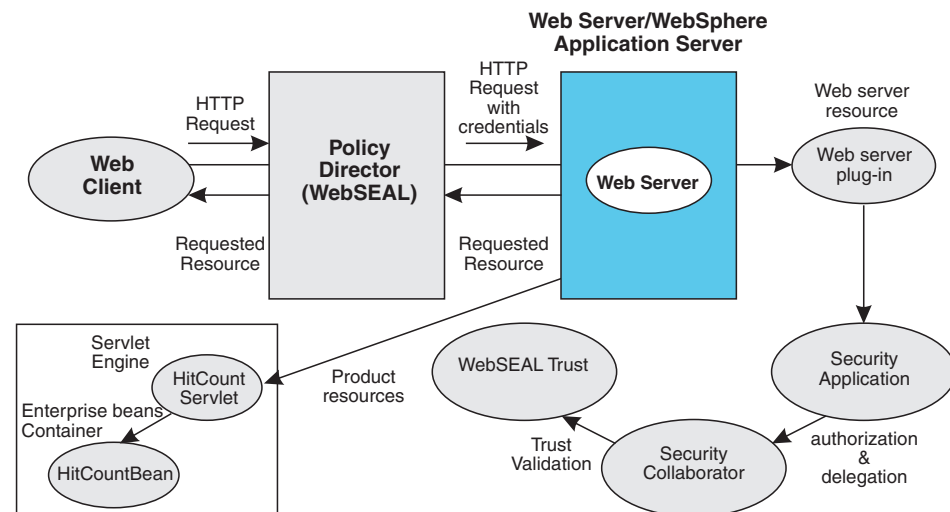 Web Server/WebSphere
Application Server
HTTP
Request
HTTP
Request
with
credentials
Web server
resource
Web
Client
Policy
Director
(WebSEAL)
Web Server
Web server
plug-in
Requested
Resource
Requested
Resource
Servlet
Engine
HitCount
Servlet
Product
resources
WebSEAL Trust
Security
Application
Enterprise beans
Container
HitCountBean
Trust
Validation
Security
Collaborator
authorization
&
delegation